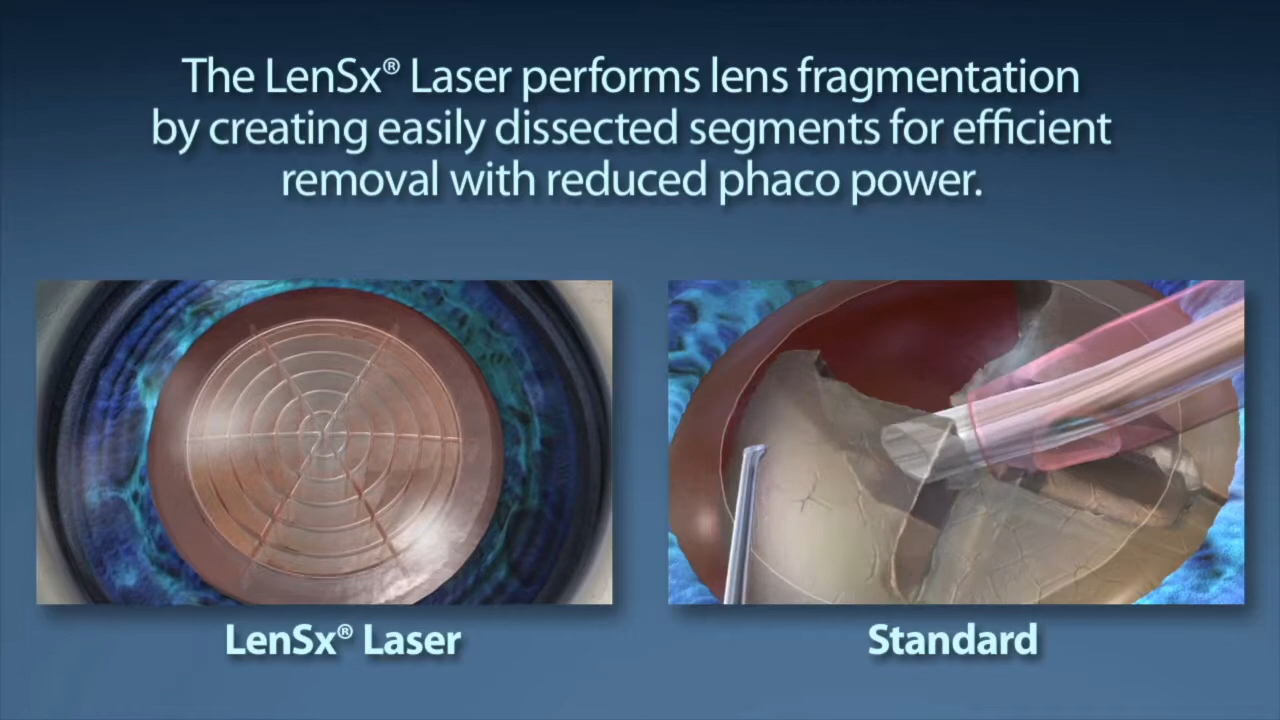 The LenSx® Laser performs lens fragmentation
by creating easily dissected segments for efficient
removal with reduced phaco power.
LenSx® Laser
Standard